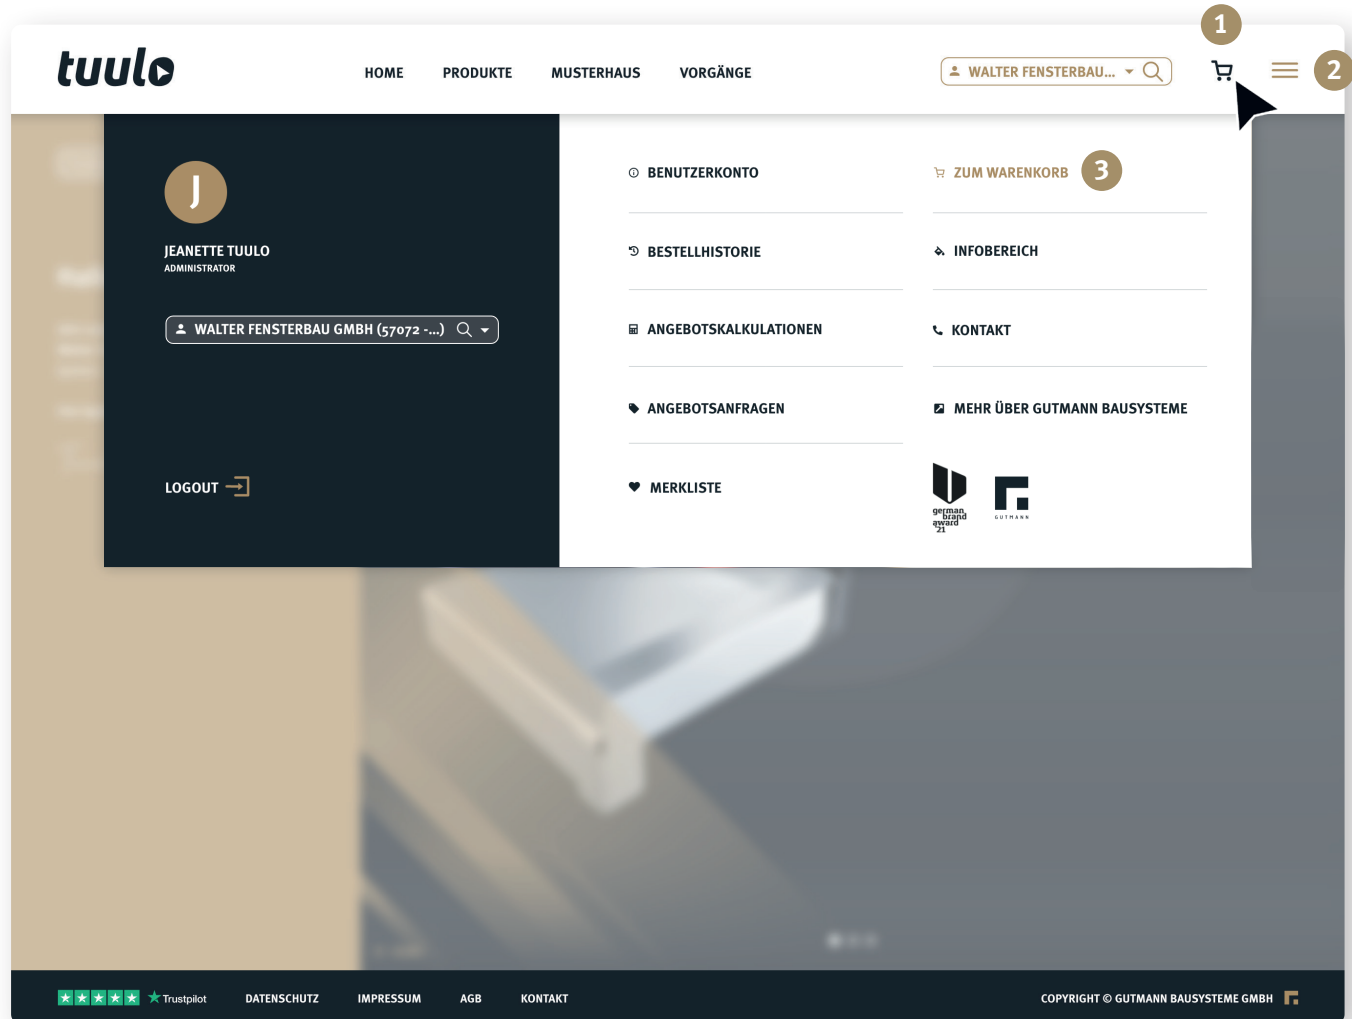 1
tuulo
HOME PRODUKTE MUSTERHAUS VORGÄNGE
WALTER FENSTERBAU...
2
J
JEANETTE TUULO
ADMINISTRATOR
WALTER FENSTERBAU GMBH (57072 -...)
LOGOUT
BENUTZERKONTO
BESTELLHISTORIE
ANGEBOTSKALKULATIONEN
ANGEBOTSANFRAGEN
MERKLISTE
ZUM WARENKORB
3
INFOBEREICH
KONTAKT
MEHR ÜBER GUTMANN BAUSYSTEME
german
brand
award
'21
GUTMANN
Trustpilot DATENSCHUTZ IMPRESSUM AGB KONTAKT
COPYRIGHT © GUTMANN BAUSYSTEME GMBH